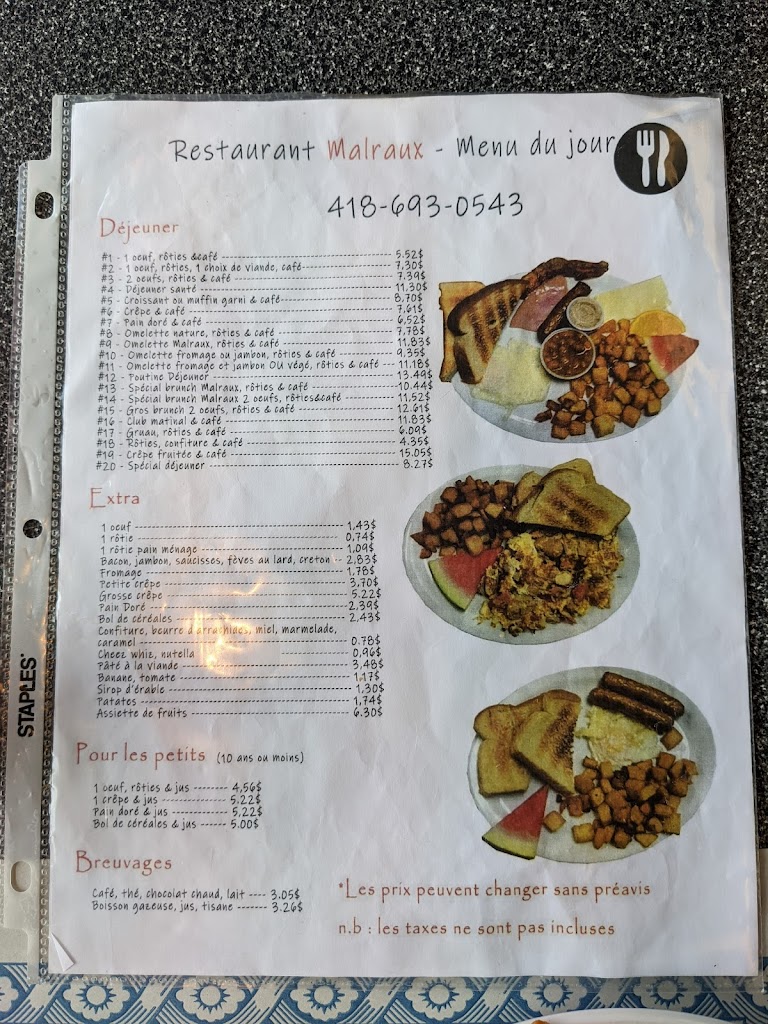 Restaurant Malraux - Menu du jour
418-693-0543
Déjeuner
#1 - 1 oeuf, rôties &café ---- 5.52$
#2 - 1 oeuf, rôties, 1 choix de viande, café ---- 7,30$
#3 - 2 oeufs, rôties & café ---- 7.39$
#4 - Déjeuner santé ---- 11,30$
#5 - Croissant ou muffin garni & café ---- 8,70$
#6 - Crêpe & café ---- 7,61$
#7 - Pain doré & café ---- 6,52$
#8 - Omelette nature, rôties & café ---- 7,78$
#9 - Omelette Malraux, rôties & café ---- 11.83$
#10 - Omelette fromage ou jambon, rôties & café ---- 9,35$
#11 - Omelette fromage et jambon OU végé, rôties & café ---- 11,18$
#12 - Poutine Déjeuner ---- 13.49$
#13 - Spécial brunch Malraux, rôties & café ---- 10.44$
#14 - Spécial brunch Malraux 2 oeufs, rôties&café ---- 11,52$
#15 - Gros brunch 2 oeufs, rôties & café ---- 12.61$
#16 - Club matinal & café ---- 11.83$
#17 - Gruau, rôties & café ---- 6.09$
#18 - Rôties, confiture & café ---- 4.35$
#19 - Crêpe fruitée & café ---- 15.05$
#20 - Spécial déjeuner ---- 8.27$
Extra
1 oeuf ---- 1.43$
1 rôtie ---- 0,74$
1 rôtie pain ménage ---- 1,09$
Bacon, jambon, saucisses, fèves au lard, creton -- 2,83$
Fromage ---- 1,78$
Petite crêpe ---- 3,70$
Grosse crêpe ---- 5.22$
Pain Doré ---- 2.39$
Bol de céréales ---- 2.43$
Confiture, beurre d'arachides, miel, marmelade,
caramel ---- 0.78$
Cheez whiz, nutella ---- 0,96$
Pâté à la viande ---- 3,48$
Banane, tomate ---- 1,17$
Sirop d'érable ---- 1,30$
Patates ---- 1,74$
Assiette de fruits ---- 6.30$
Pour les petits (10 ans ou moins)
1 oeuf, rôties & jus -------- 4,56$
1 crêpe & jus ---- 5.22$
Pain doré & jus ---- 5,22$
Bol de céréales & jus ------ 5.00$
Breuvages
Café, thé, chocolat chaud, lait ---- 3.05$
Boisson gazeuse, jus, tisane ------- 3.26$
*Les prix peuvent changer sans préavis
n.b : les taxes ne sont pas incluses
STAPLES